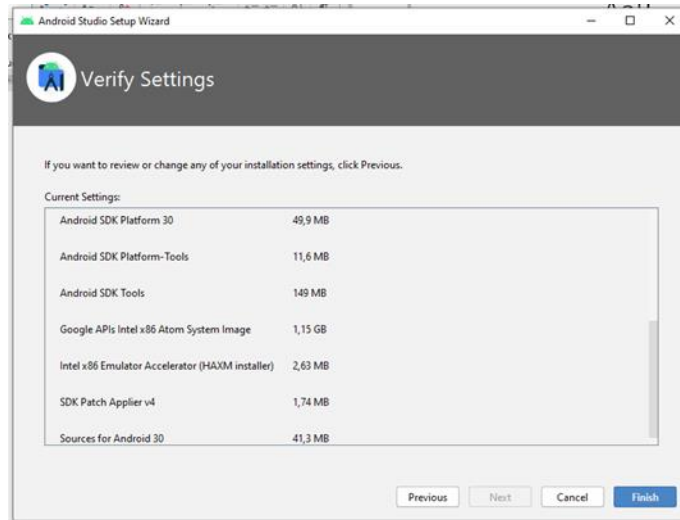 Android Studio Setup Wizard
Verify Settings
If you want to review or change any of your installation settings, click Previous.
Current Settings:
Android SDK Platform 30 49,9 MB
Android SDK Platform-Tools 11,6 MB
Android SDK Tools 149 MB
Google APIs Intel x86 Atom System Image 1,15 GB
Intel x86 Emulator Accelerator (HAXM installer) 2,63 MB
SDK Patch Applier v4 1,74 MB
Sources for Android 30 41,3 MB
Previous Next Cancel Finish